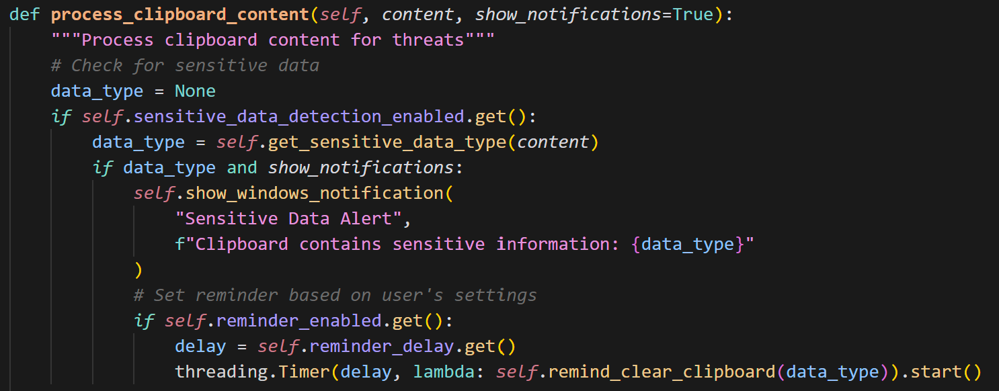 def process_clipboard_content(self, content, show_notifications=True):
    """Process clipboard content for threats"""
    # Check for sensitive data
    data_type = None
    if self.sensitive_data_detection_enabled.get():
        data_type = self.get_sensitive_data_type(content)
        if data_type and show_notifications:
            self.show_windows_notification(
                "Sensitive Data Alert",
                f"Clipboard contains sensitive information: {data_type}"
            )
            # Set reminder based on user's settings
            if self.reminder_enabled.get():
                delay = self.reminder_delay.get()
                threading.Timer(delay, lambda: self.remind_clear_clipboard(data_type)).start()